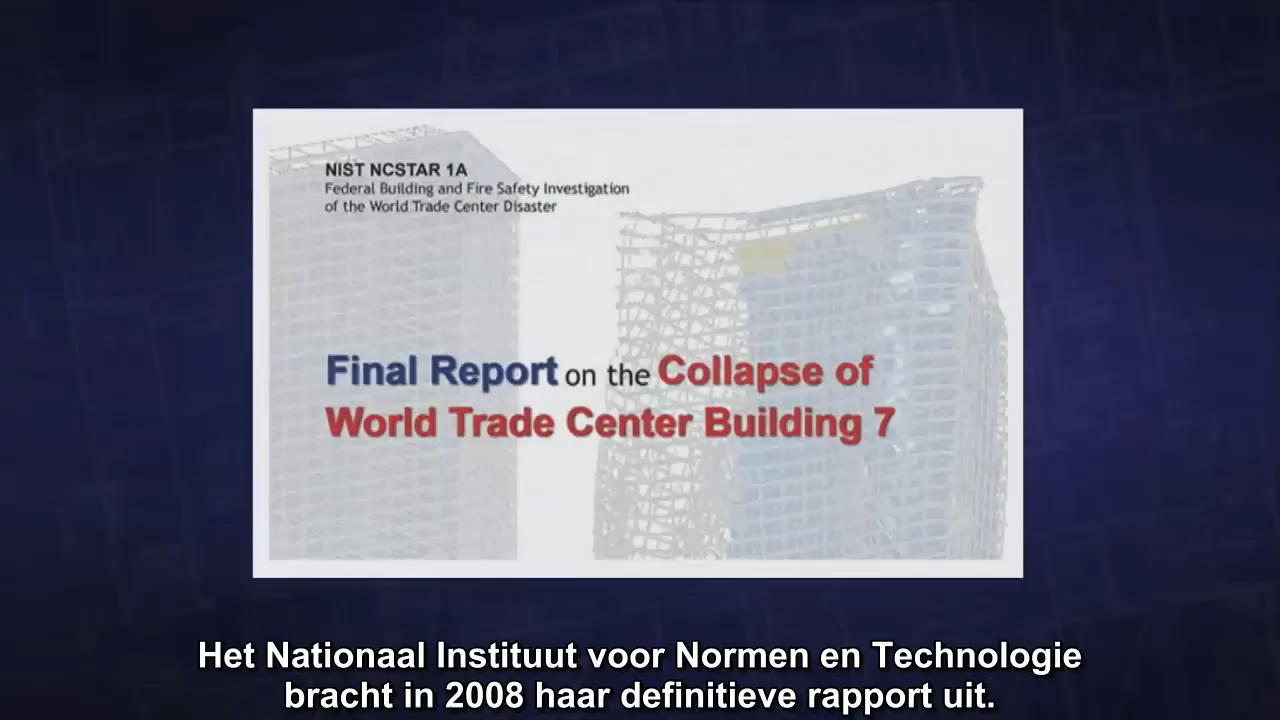 NIST NCSTAR 1A
Federal Building and Fire Safety Investigation
of the World Trade Center Disaster
Final Report on the Collapse of
World Trade Center Building 7
Het Nationaal Instituut voor Normen en Technologie
bracht in 2008 haar definitieve rapport uit.